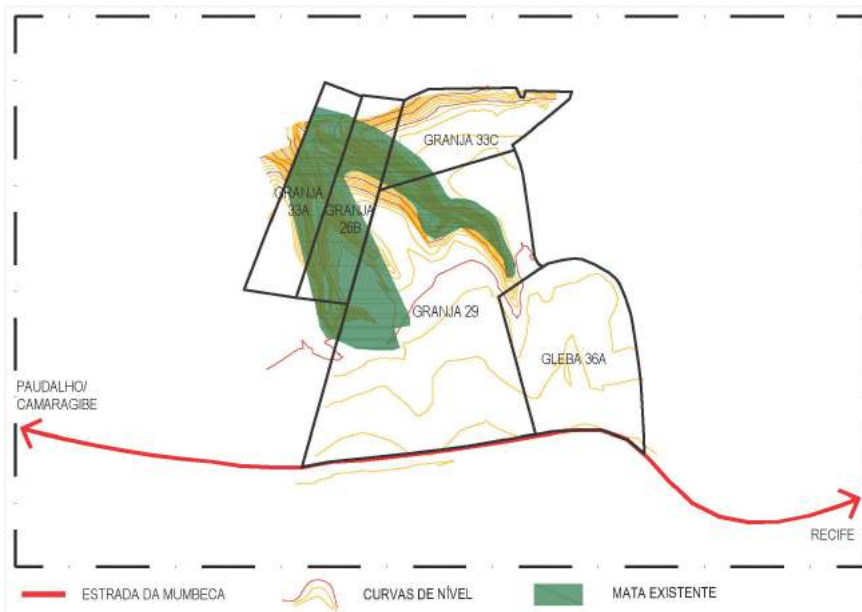 GRANJA 33C
GRANJA
33A
GRANJA
26B
GRANJA 29
GLEBA 36A
PAUDALHO/
CAMARAGIBE
RECIFE
ESTRADA DA MUMBECA
CURVAS DE NÍVEL
MATA EXISTENTE